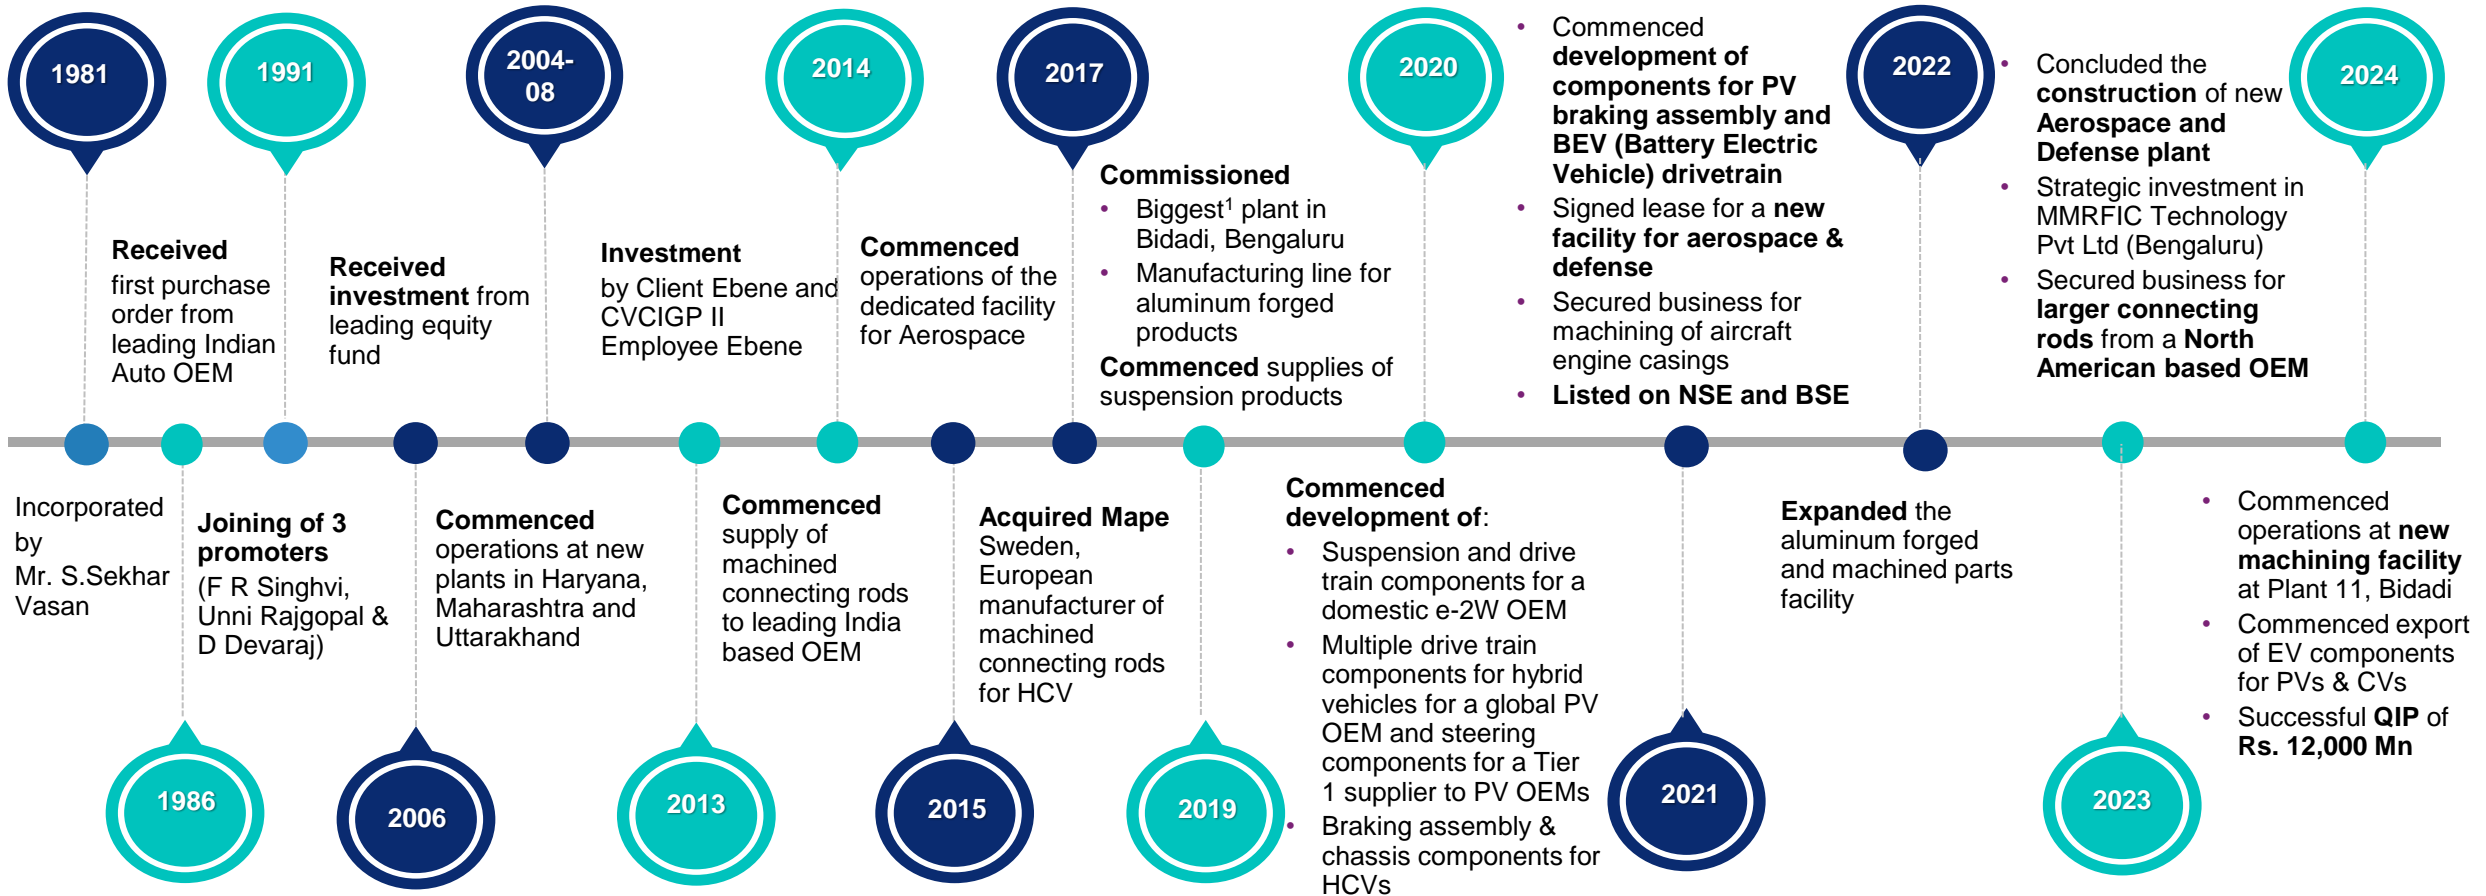 1981
1991
2004-
08
2014
2017
2020
2022
2024
Received
first purchase
order from
leading Indian
Auto OEM
Received
investment from
leading equity
fund
Investment
by Client Ebene and
CVCIGP II
Employee Ebene
Commenced
operations of the
dedicated facility
for Aerospace
Commissioned
• Biggest¹ plant in
Bidadi, Bengaluru
• Manufacturing line for
aluminum forged
products
Commenced supplies of
suspension products
• Commenced
development of
components for PV
braking assembly and
BEV (Battery Electric
Vehicle) drivetrain
• Signed lease for a new
facility for aerospace &
defense
• Secured business for
machining of aircraft
engine casings
• Listed on NSE and BSE
• Concluded the
construction of new
Aerospace and
Defense plant
• Strategic investment in
MMRFIC Technology
Pvt Ltd (Bengaluru)
• Secured business for
larger connecting
rods from a North
American based OEM
Incorporated
by
Mr. S.Sekhar
Vasan
Joining of 3
promoters
(F R Singhvi,
Unni Rajgopal &
D Devaraj)
Commenced
operations at new
plants in Haryana,
Maharashtra and
Uttarakhand
Commenced
supply of
machined
connecting rods
to leading India
based OEM
Acquired Mape
Sweden,
European
manufacturer of
machined
connecting rods
for HCV
Commenced
development of:
• Suspension and drive
train components for a
domestic e-2W OEM
• Multiple drive train
components for hybrid
vehicles for a global PV
OEM and steering
components for a Tier
1 supplier to PV OEMs
• Braking assembly &
chassis components for
HCVs
Expanded the
aluminum forged
and machined parts
facility
• Commenced
operations at new
machining facility
at Plant 11, Bidadi
• Commenced export
of EV components
for PVs & CVs
• Successful QIP of
Rs. 12,000 Mn
1986
2006
2013
2015
2019
2021
2023